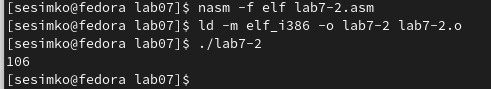 [sesimko@fedora lab07]$ nasm -f elf lab7-2.asm
[sesimko@fedora lab07]$ ld -m elf_i386 -o lab7-2 lab7-2.o
[sesimko@fedora lab07]$ ./lab7-2
106
[sesimko@fedora lab07]$